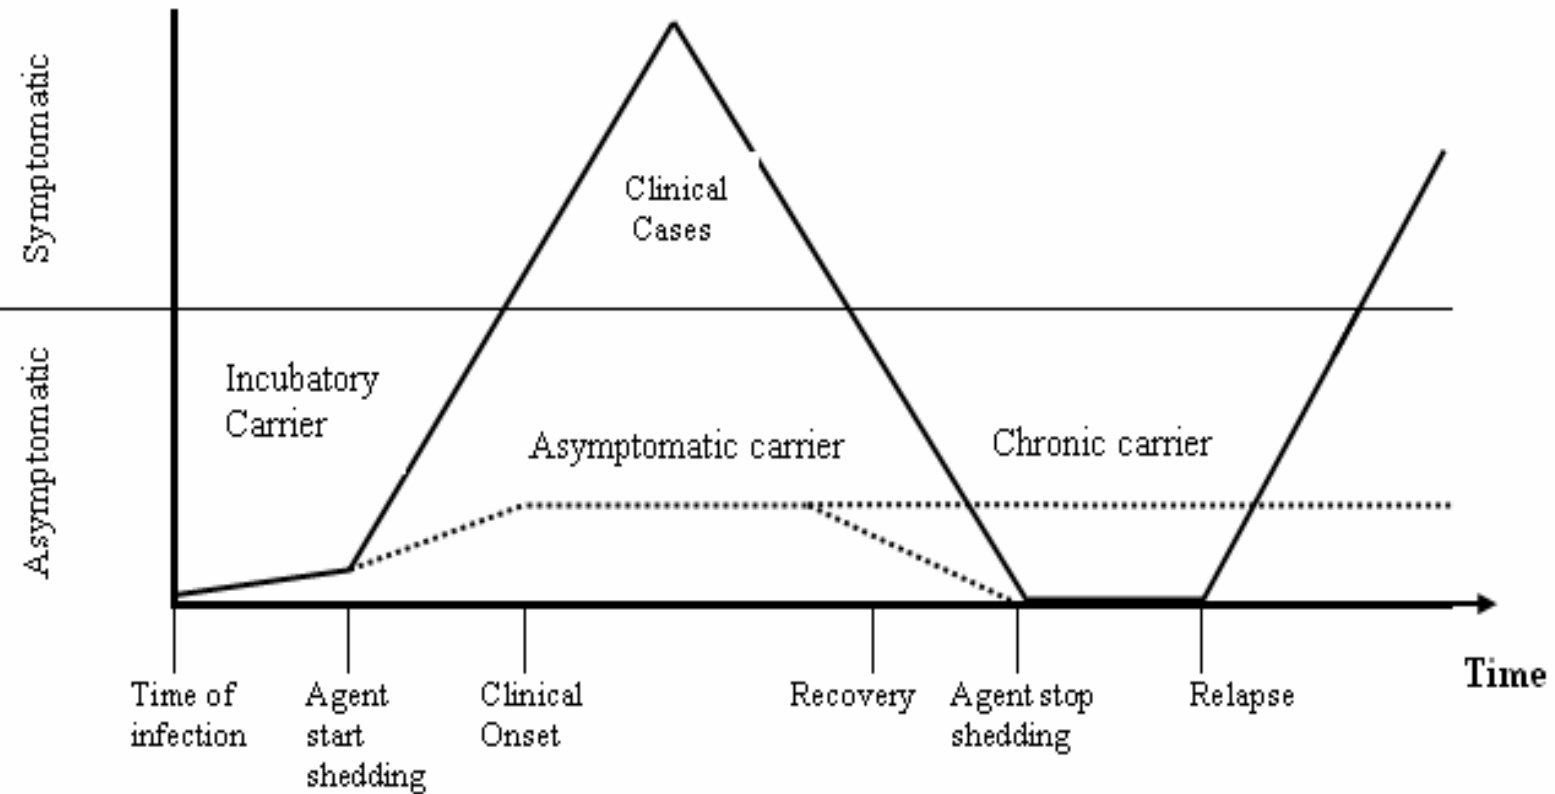 Symptomatic
Clinical
Cases
Asymptomatic
Incubatory
Carrier
Asymptomatic carrier
Chronic carrier
Time of
infection
Agent
start
shedding
Clinical
Onset
Recovery
Agent stop
shedding
Relapse
Time